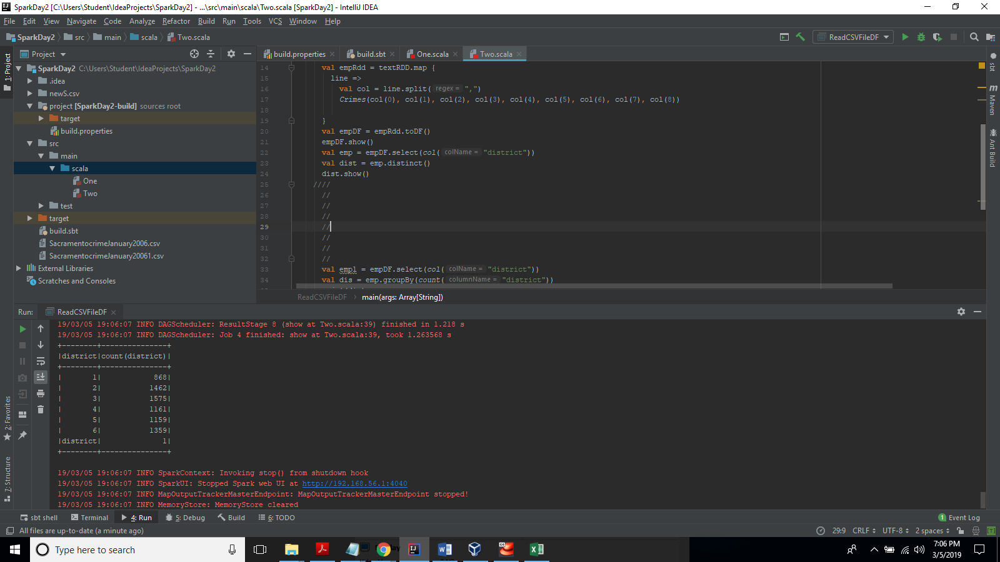 SparkDay2 [C:\Users\Student\IdeaProjects\SparkDay2] - ...\src\main\scala\Two.scala [SparkDay2] - IntelliJ IDEA
File Edit View Navigate Code Analyze Refactor Build Run Tools VCS Window Help
SparkDay2 src main scala Two.scala ReadCSVFileDF
1: Project
Project
SparkDay2 C:\Users\Student\IdeaProjects\SparkDay2
.idea
newS.csv
project [SparkDay2-build] sources root
target
build.properties
src
main
scala
One
Two
test
target
build.sbt
SacramentocrimeJanuary2006.csv
SacramentocrimeJanuary20061.csv
External Libraries
Scratches and Consoles
build.properties build.sbt One.scala Two.scala
14 val empRdd = textRDD.map {
15 line =>
16 val col = line.split( regex = ",")
17 Crimes(col(0), col(1), col(2), col(3), col(4), col(5), col(6), col(7), col(8))
18
19 }
20 val empDF = empRdd.toDF()
21 empDF.show()
22 val emp = empDF.select(col( colName = "district"))
23 val dist = emp.distinct()
24 dist.show()
25 ////
26 //
27 //
28 //
29 //
30 //
31 //
32 //
33 val emp1 = empDF.select(col( colName = "district"))
34 val dis = emp.groupBy(count( columnName = "district"))
ReadCSVFileDF main(args: Array[String])
sbt
Maven
Ant Build
Run: ReadCSVFileDF
19/03/05 19:06:07 INFO DAGScheduler: ResultStage 8 (show at Two.scala:39) finished in 1.218 s
19/03/05 19:06:07 INFO DAGScheduler: Job 4 finished: show at Two.scala:39, took 1.263568 s
+--------+---------------+
|district|count(district)|
+--------+---------------+
| 1| 868|
| 2| 1462|
| 3| 1575|
| 4| 1161|
| 5| 1159|
| 6| 1359|
|district| 1|
+--------+---------------+
19/03/05 19:06:07 INFO SparkContext: Invoking stop() from shutdown hook
19/03/05 19:06:07 INFO SparkUI: Stopped Spark web UI at http://192.168.56.1:4040
19/03/05 19:06:07 INFO MapOutputTrackerMasterEndpoint: MapOutputTrackerMasterEndpoint stopped!
19/03/05 19:06:07 INFO MemoryStore: MemoryStore cleared
2: Favorites
7: Structure
sbt shell Terminal 4: Run 5: Debug Build 6: TODO 1 Event Log
All files are up-to-date (a minute ago) 29:9 CRLF UTF-8 2 spaces [T]
Type here to search
7:06 PM
3/5/2019